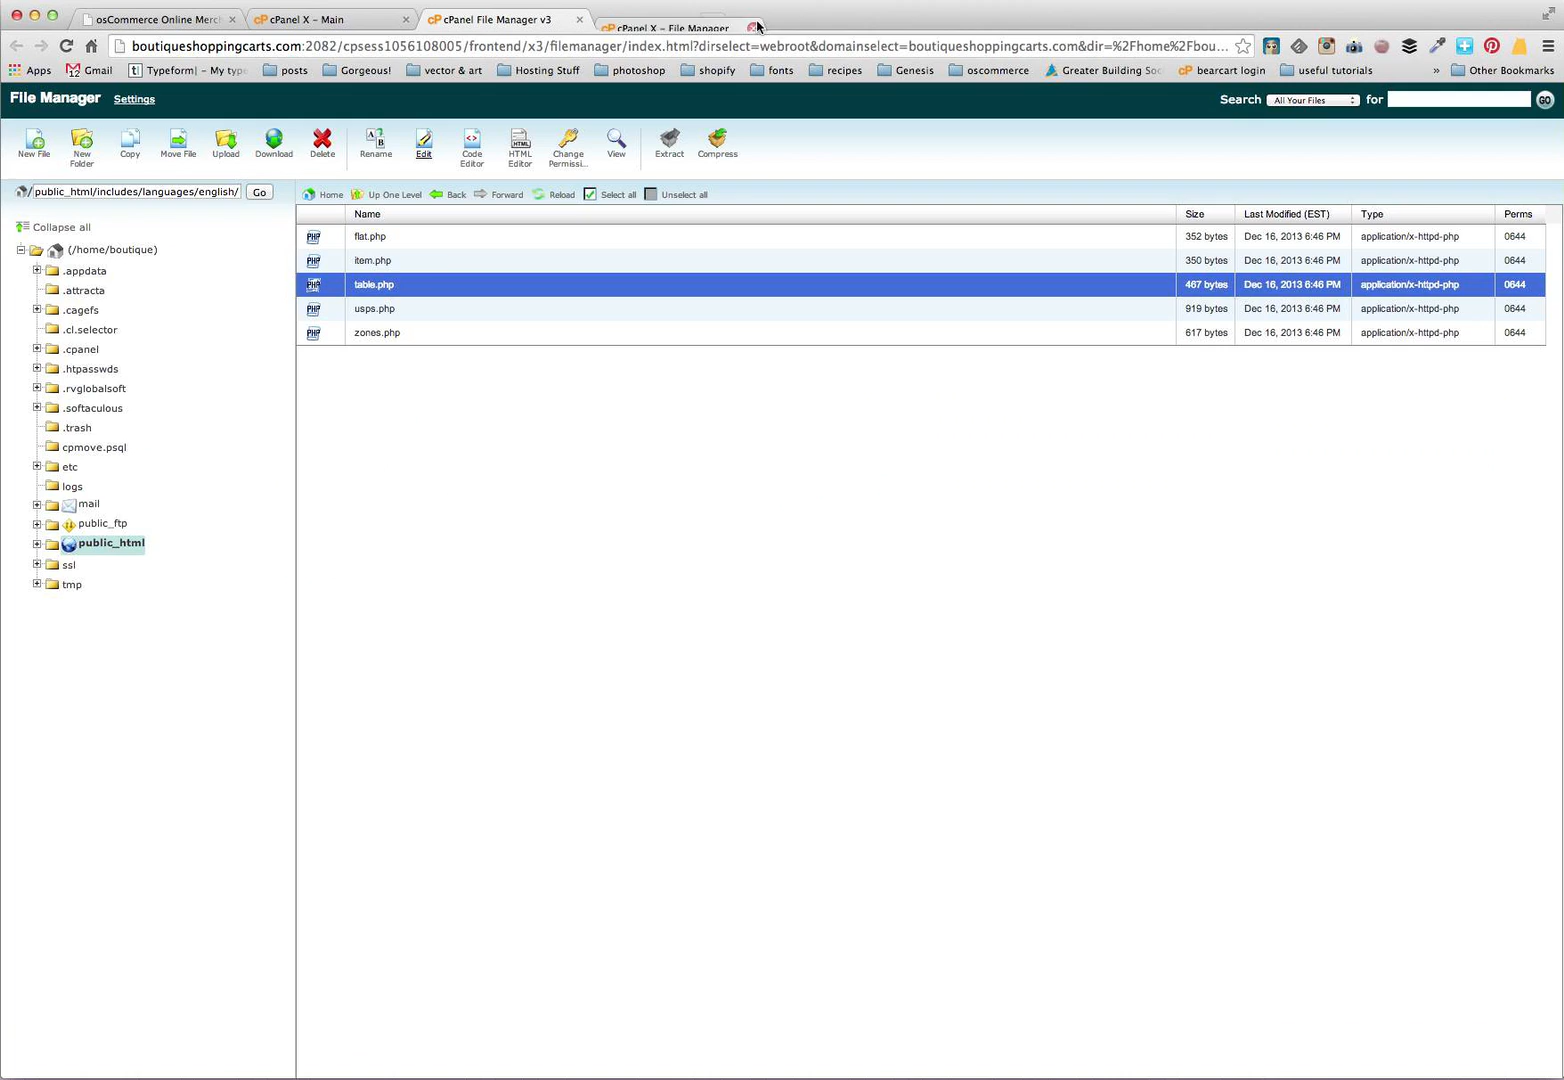 osCommerce Online Merch
cPanel X – Main
cPanel File Manager v3
cPanel X – File Manager
boutiqueshoppingcarts.com:2082/cpsess1056108005/frontend/x3/filemanager/index.html?dirselect=webroot&domainselect=boutiqueshoppingcarts.com&dir=%2Fhome%2Fbou...
Apps
12 Gmail
t| Typeform| – My type
posts
Gorgeous!
vector & art
Hosting Stuff
photoshop
shopify
fonts
recipes
Genesis
oscommerce
Greater Building Soc
bearcart login
useful tutorials
»
Other Bookmarks
File Manager
Settings
Search
All Your Files
for
GO
New File
New Folder
Copy
Move File
Upload
Download
Delete
Rename
Edit
Code Editor
HTML Editor
Change Permissi...
View
Extract
Compress
/public_html/includes/languages/english/
Go
Home
Up One Level
Back
Forward
Reload
Select all
Unselect all
Collapse all
(/home/boutique)
.appdata
.attracta
.cagefs
.cl.selector
.cpanel
.htpasswds
.rvglobalsoft
.softaculous
.trash
cpmove.psql
etc
logs
mail
public_ftp
public_html
ssl
tmp
Name Size Last Modified (EST) Type Perms
PHP flat.php 352 bytes Dec 16, 2013 6:46 PM application/x-httpd-php 0644
PHP item.php 350 bytes Dec 16, 2013 6:46 PM application/x-httpd-php 0644
PHP table.php 467 bytes Dec 16, 2013 6:46 PM application/x-httpd-php 0644
PHP usps.php 919 bytes Dec 16, 2013 6:46 PM application/x-httpd-php 0644
PHP zones.php 617 bytes Dec 16, 2013 6:46 PM application/x-httpd-php 0644